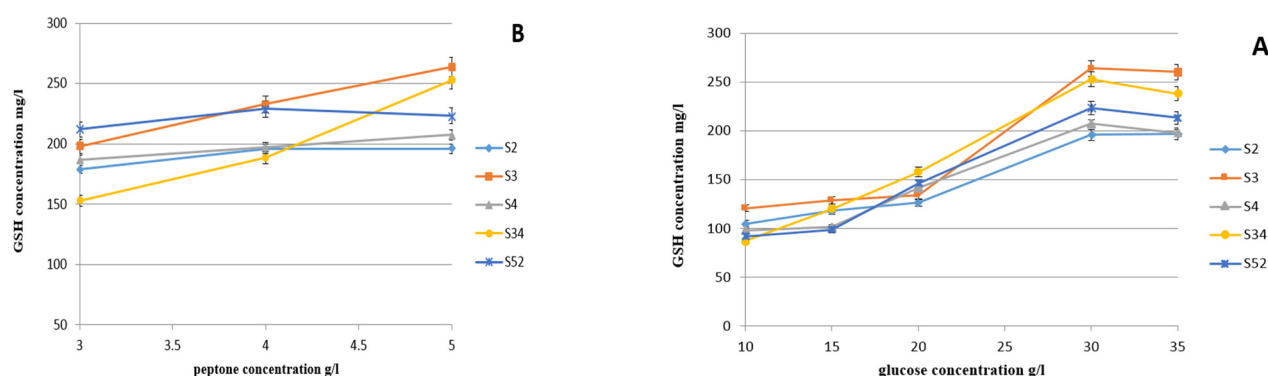 B
GSH concentration mg/l
300
250
200
150
100
50
3
3.5
4
4.5
5
peptone concentration g/l
S2
S3
S4
S34
S52
A
GSH concentration mg/l
300
250
200
150
100
50
0
10
15
20
25
30
35
glucose concentration g/l
S2
S3
S4
S34
S52